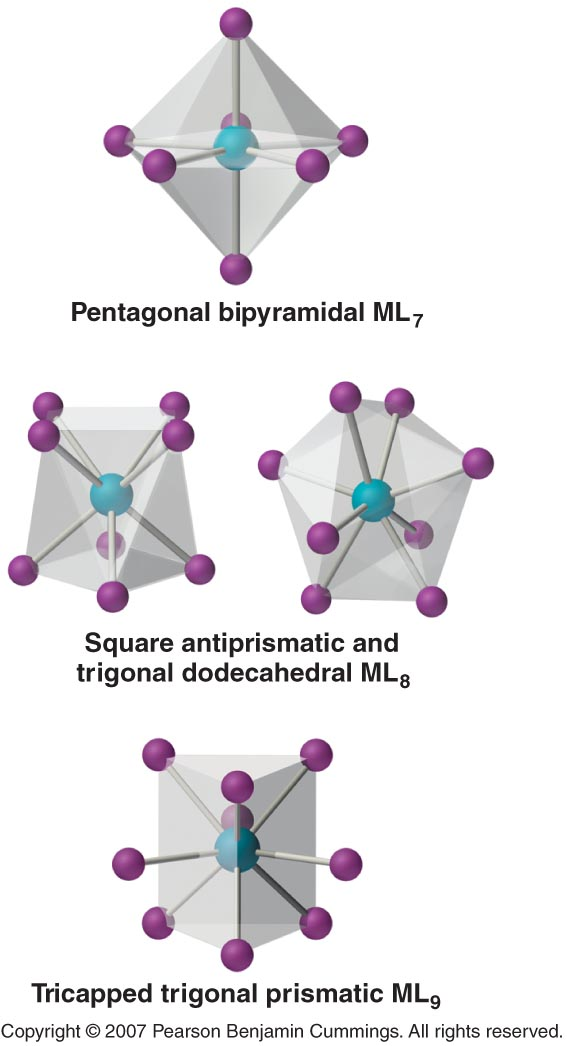 Pentagonal bipyramidal ML₇
Square antiprismatic and
trigonal dodecahedral ML₈
Tricapped trigonal prismatic ML₉
Copyright © 2007 Pearson Benjamin Cummings. All rights reserved.